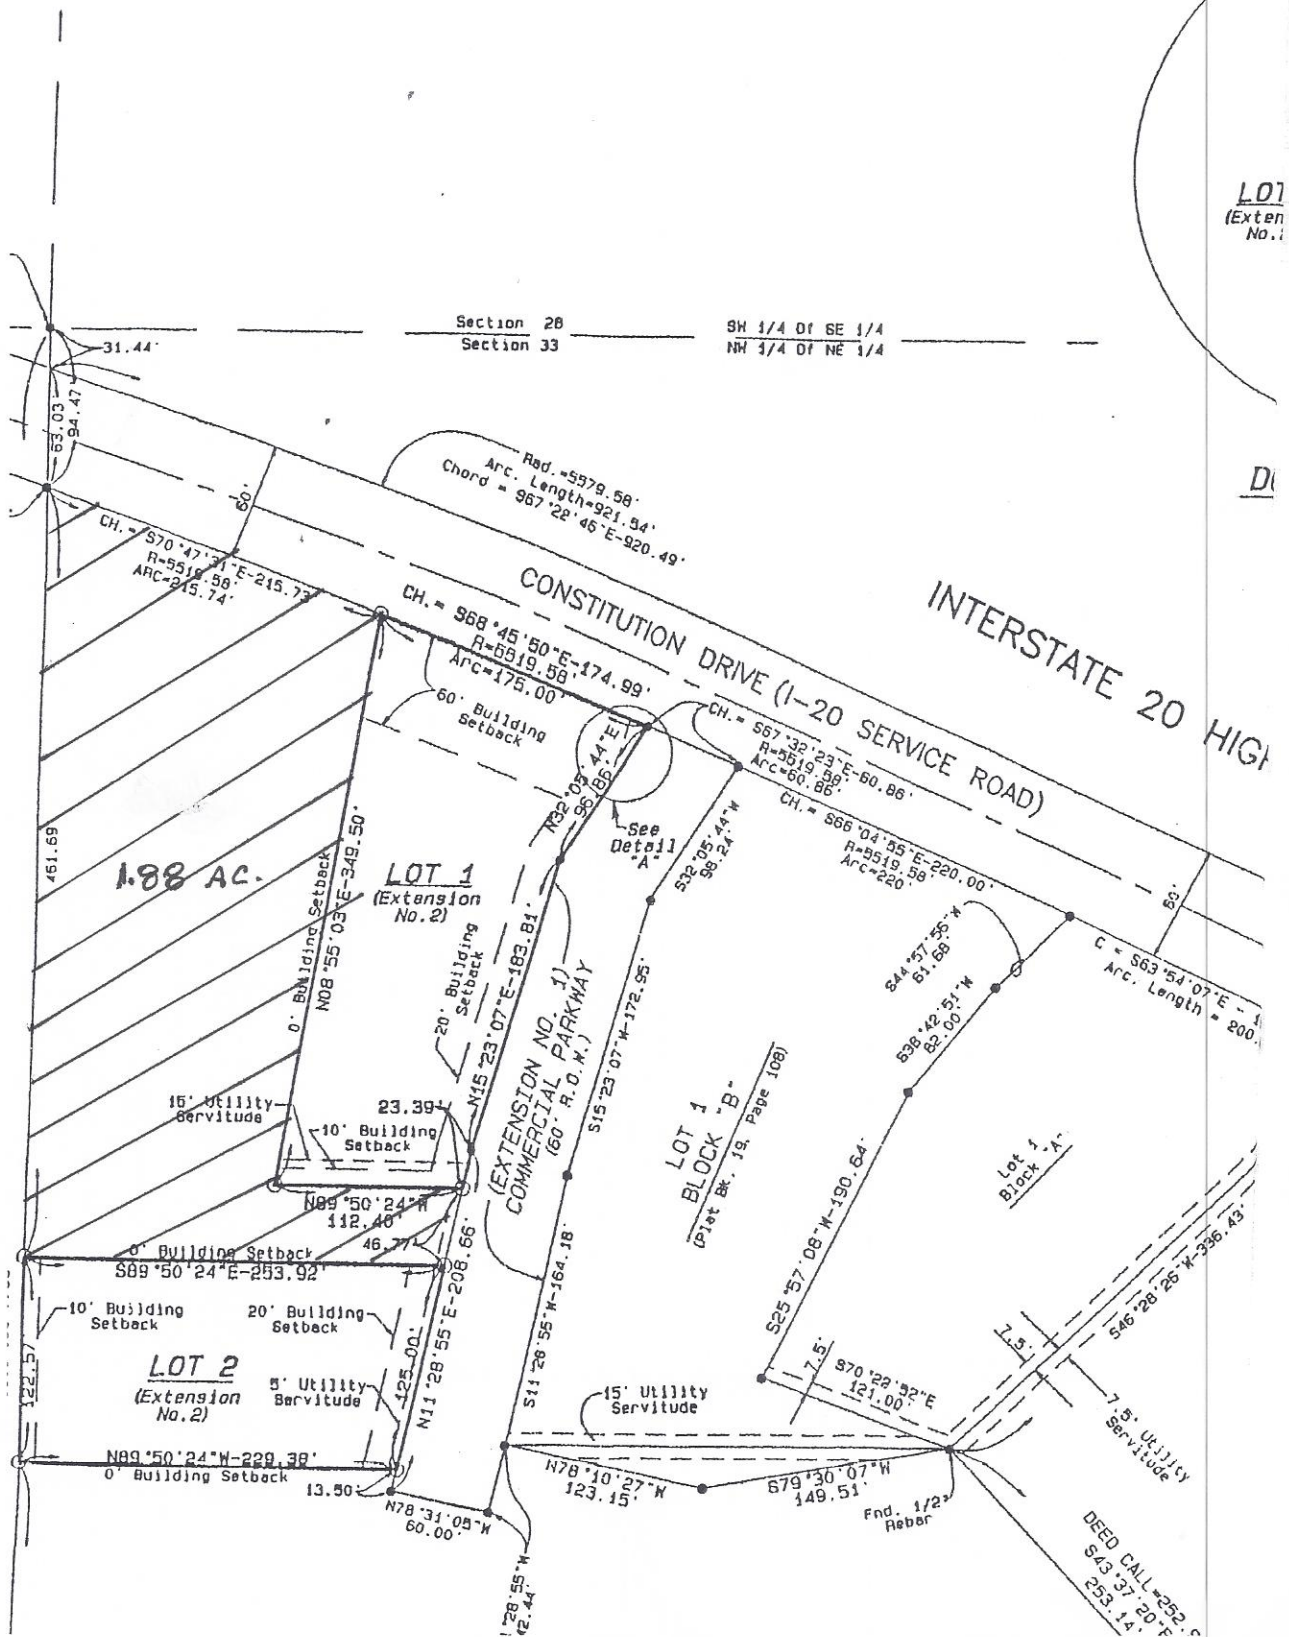 LOT
(Exten
No.
Section 28
Section 33
SW 1/4 Of SE 1/4
NW 1/4 Of NE 1/4
31.44'
63.03'
94.47
60'
Rad.=5579.58'
Arc. Length=921.54'
Chord = S67°22'46"E-920.49'
CH.= S70°47'31"E-215.73'
R=5519.58'
ARC=215.74'
CH.= S68°45'50"E-174.99'
R=5519.58'
Arc=175.00'
CONSTITUTION DRIVE (I-20 SERVICE ROAD)
INTERSTATE 20 HIGH
60' Building
Setback
N32°05'44"E
96.86'
See
Detail
"A"
CH.= S67°32'23"E-60.86'
R=5519.58'
Arc=60.86'
CH.= S66°04'55"E-220.00'
R=5519.58'
Arc=220'
S32°05'44"W
98.24'
50'
C = S63°54'07"E -
Arc. Length = 200.
461.69
1.88 AC.
0' Building Setback
N08°55'03"E-349.50'
LOT 1
(Extension
No.2)
20' Building
Setback
N15°23'07"E-183.81'
(EXTENSION NO. 1)
COMMERCIAL PARKWAY
(60' R.O.W.)
S15°23'07"W-172.95'
S44°57'56"W
61.68'
S38°42'51"W
82.00'
LOT 1
BLOCK "B"
(Plat Bk. 19, Page 108)
Lot 1
Block "A"
S25°57'08"W-190.64'
15' Utility
Servitude
23.39'
10' Building
Setback
N89°50'24"W
112.40'
46.77'
0' Building Setback
S89°50'24"E-253.92'
10' Building
Setback
20' Building
Setback
LOT 2
(Extension
No.2)
5' Utility
Servitude
122.57
125.00'
N11°28'55"E-208.66'
S11°28'55"W-164.18'
N89°50'24"W-229.38'
0' Building Setback
13.50'
N78°31'05"W
60.00'
15' Utility
Servitude
7.5'
S70°22'52"E
121.00'
7.5'
S46°28'26"W-336.43'
7.5' Utility
Servitude
N78°10'27"W
123.15'
S79°30'07"W
149.51'
Fnd. 1/2"
Rebar
DEED CALL=252.
S43°37'20"E
253.14'
28'55"W
2.44'